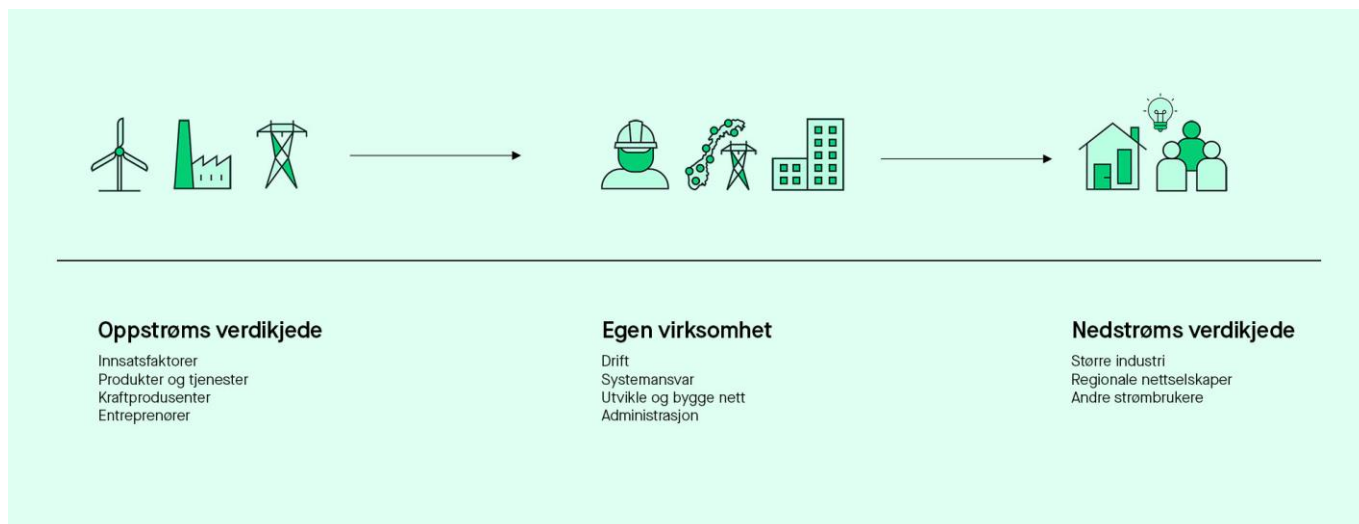 Oppstrøms verdikjede
Innsatsfaktorer
Produkter og tjenester
Kraftprodusenter
Entreprenører
Egen virksomhet
Drift
Systemansvar
Utvikle og bygge nett
Administrasjon
Nedstrøms verdikjede
Større industri
Regionale nettselskaper
Andre strømbrukere